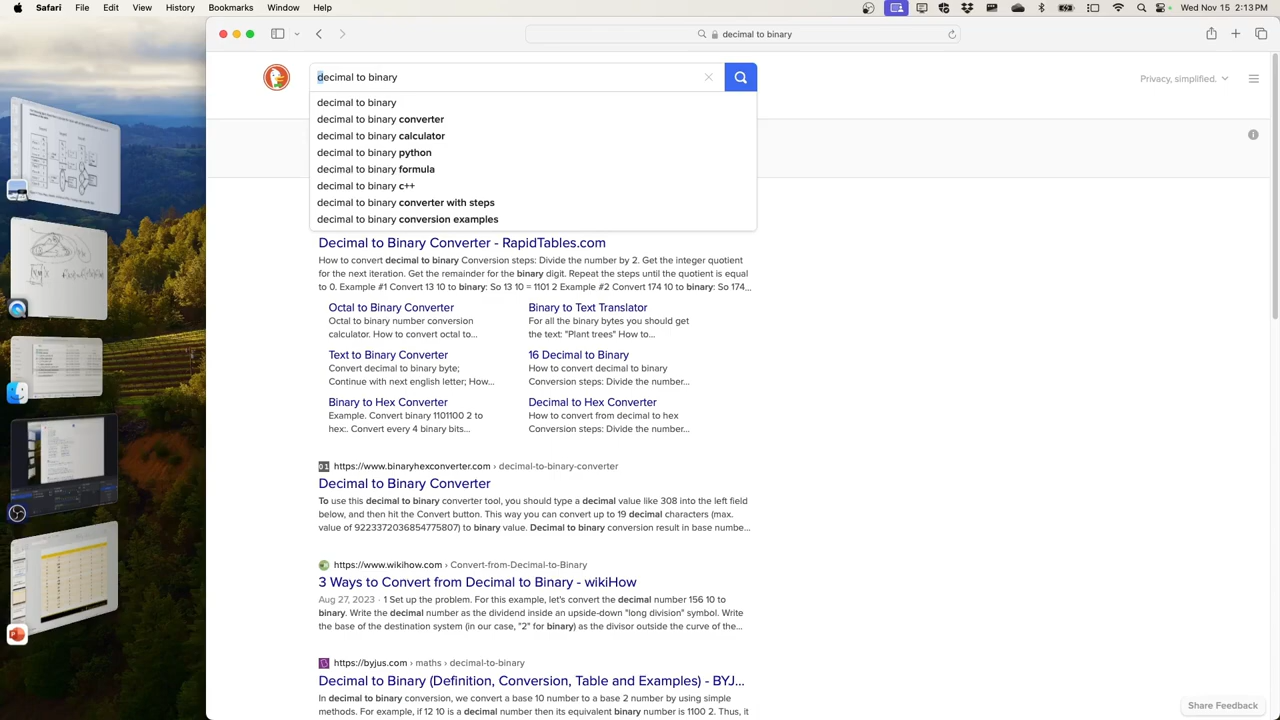 Safari File Edit View History Bookmarks Window Help Wed Nov 15 2:13 PM
decimal to binary
decimal to binary
Privacy, simplified.
decimal to binary
decimal to binary converter
decimal to binary calculator
decimal to binary python
decimal to binary formula
decimal to binary c++
decimal to binary converter with steps
decimal to binary conversion examples
Decimal to Binary Converter - RapidTables.com
How to convert decimal to binary Conversion steps: Divide the number by 2. Get the integer quotient
for the next iteration. Get the remainder for the binary digit. Repeat the steps until the quotient is equal
to 0. Example #1 Convert 13 10 to binary: So 13 10 = 1101 2 Example #2 Convert 174 10 to binary: So 174...
Octal to Binary Converter
Octal to binary number conversion
calculator. How to convert octal to...
Binary to Text Translator
For all the binary bytes you should get
the text: "Plant trees" How to...
Text to Binary Converter
Convert decimal to binary byte;
Continue with next english letter; How...
16 Decimal to Binary
How to convert decimal to binary
Conversion steps: Divide the number...
Binary to Hex Converter
Example. Convert binary 1101100 2 to
hex:. Convert every 4 binary bits...
Decimal to Hex Converter
How to convert from decimal to hex
Conversion steps: Divide the number...
https://www.binaryhexconverter.com › decimal-to-binary-converter
Decimal to Binary Converter
To use this decimal to binary converter tool, you should type a decimal value like 308 into the left field
below, and then hit the Convert button. This way you can convert up to 19 decimal characters (max.
value of 9223372036854775807) to binary value. Decimal to binary conversion result in base numbe...
https://www.wikihow.com › Convert-from-Decimal-to-Binary
3 Ways to Convert from Decimal to Binary - wikiHow
Aug 27, 2023 · 1 Set up the problem. For this example, let's convert the decimal number 156 10 to
binary. Write the decimal number as the dividend inside an upside-down "long division" symbol. Write
the base of the destination system (in our case, "2" for binary) as the divisor outside the curve of the...
https://byjus.com › maths › decimal-to-binary
Decimal to Binary (Definition, Conversion, Table and Examples) - BYJ...
In decimal to binary conversion, we convert a base 10 number to a base 2 number by using simple
methods. For example, if 12 10 is a decimal number then its equivalent binary number is 1100 2. Thus, it
Share Feedback